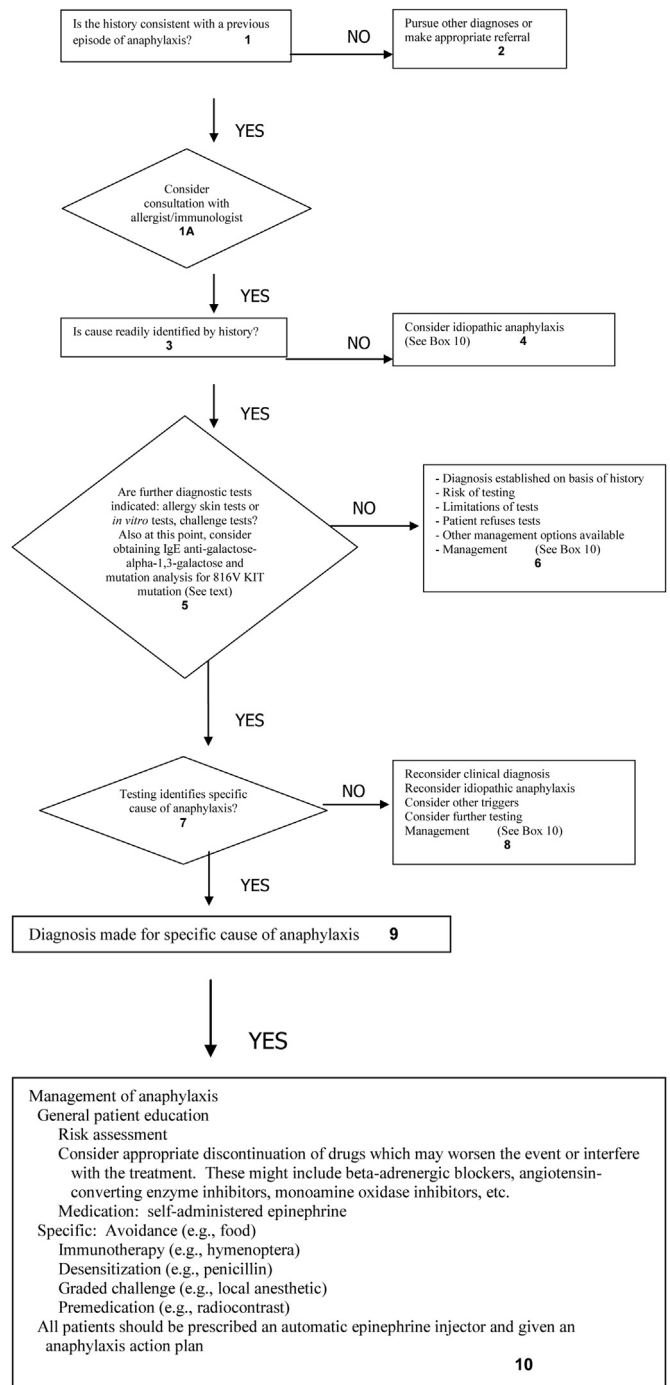 Is the history consistent with a previous
episode of anaphylaxis? 1
NO
Pursue other diagnoses or
make appropriate referral
2
YES
Consider
consultation with
allergist/immunologist
1A
YES
Is cause readily identified by history?
3
NO
Consider idiopathic anaphylaxis
(See Box 10) 4
YES
Are further diagnostic tests
indicated: allergy skin tests or
in vitro tests, challenge tests?
Also at this point, consider
obtaining IgE anti-galactose-
alpha-1,3-galactose and
mutation analysis for 816V KIT
mutation (See text)
5
NO
- Diagnosis established on basis of history
- Risk of testing
- Limitations of tests
- Patient refuses tests
- Other management options available
- Management (See Box 10)
6
YES
Testing identifies specific
cause of anaphylaxis?
7
NO
Reconsider clinical diagnosis
Reconsider idiopathic anaphylaxis
Consider other triggers
Consider further testing
Management (See Box 10)
8
YES
Diagnosis made for specific cause of anaphylaxis 9
YES
Management of anaphylaxis
General patient education
Risk assessment
Consider appropriate discontinuation of drugs which may worsen the event or interfere
with the treatment. These might include beta-adrenergic blockers, angiotensin-
converting enzyme inhibitors, monoamine oxidase inhibitors, etc.
Medication: self-administered epinephrine
Specific: Avoidance (e.g., food)
Immunotherapy (e.g., hymenoptera)
Desensitization (e.g., penicillin)
Graded challenge (e.g., local anesthetic)
Premedication (e.g., radiocontrast)
All patients should be prescribed an automatic epinephrine injector and given an
anaphylaxis action plan
10